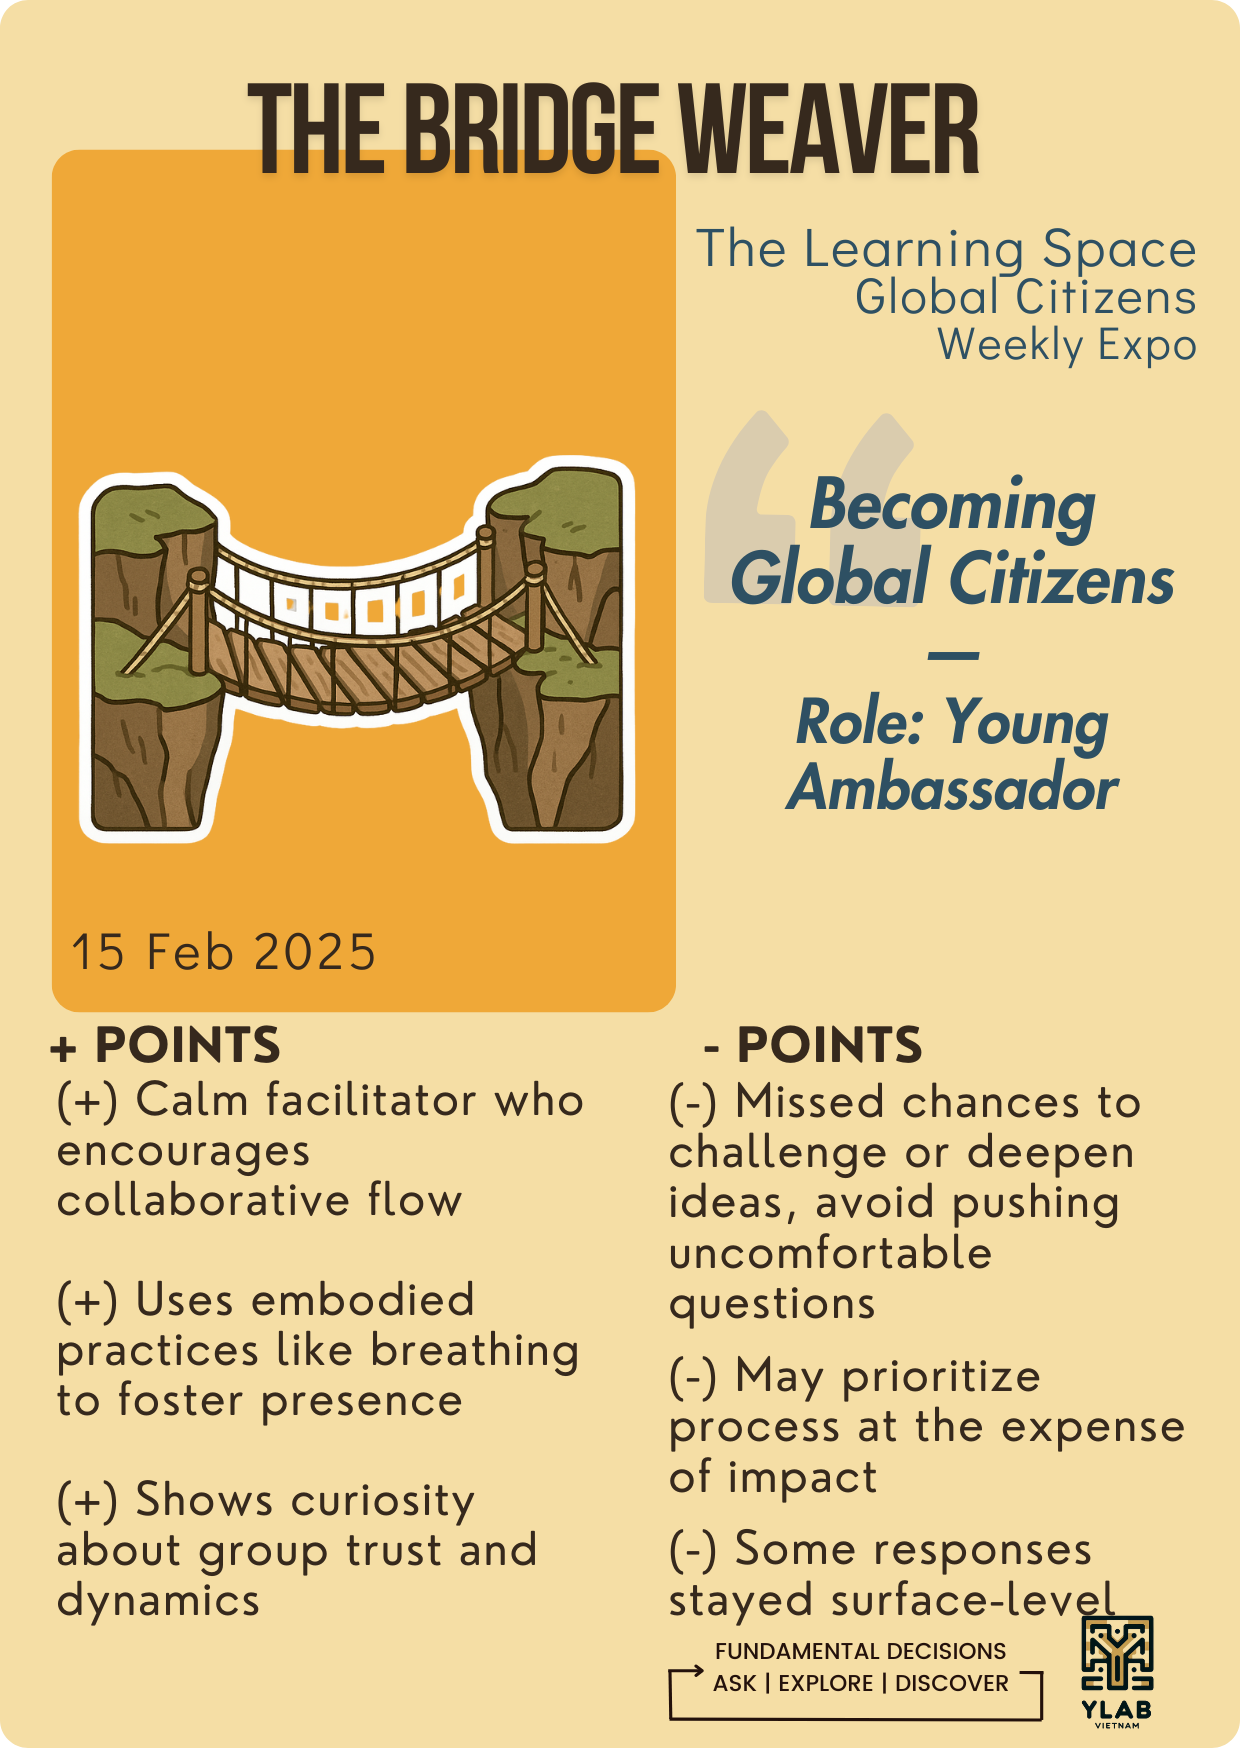 THE BRIDGE WEAVER
The Learning Space
Global Citizens
Weekly Expo
“
Becoming
Global Citizens
—
Role: Young
Ambassador
15 Feb 2025
+ POINTS
(+) Calm facilitator who
encourages
collaborative flow
(+) Uses embodied
practices like breathing
to foster presence
(+) Shows curiosity
about group trust and
dynamics
- POINTS
(-) Missed chances to
challenge or deepen
ideas, avoid pushing
uncomfortable
questions
(-) May prioritize
process at the expense
of impact
(-) Some responses
stayed surface-level
FUNDAMENTAL DECISIONS
ASK | EXPLORE | DISCOVER
YLAB
VIETNAM